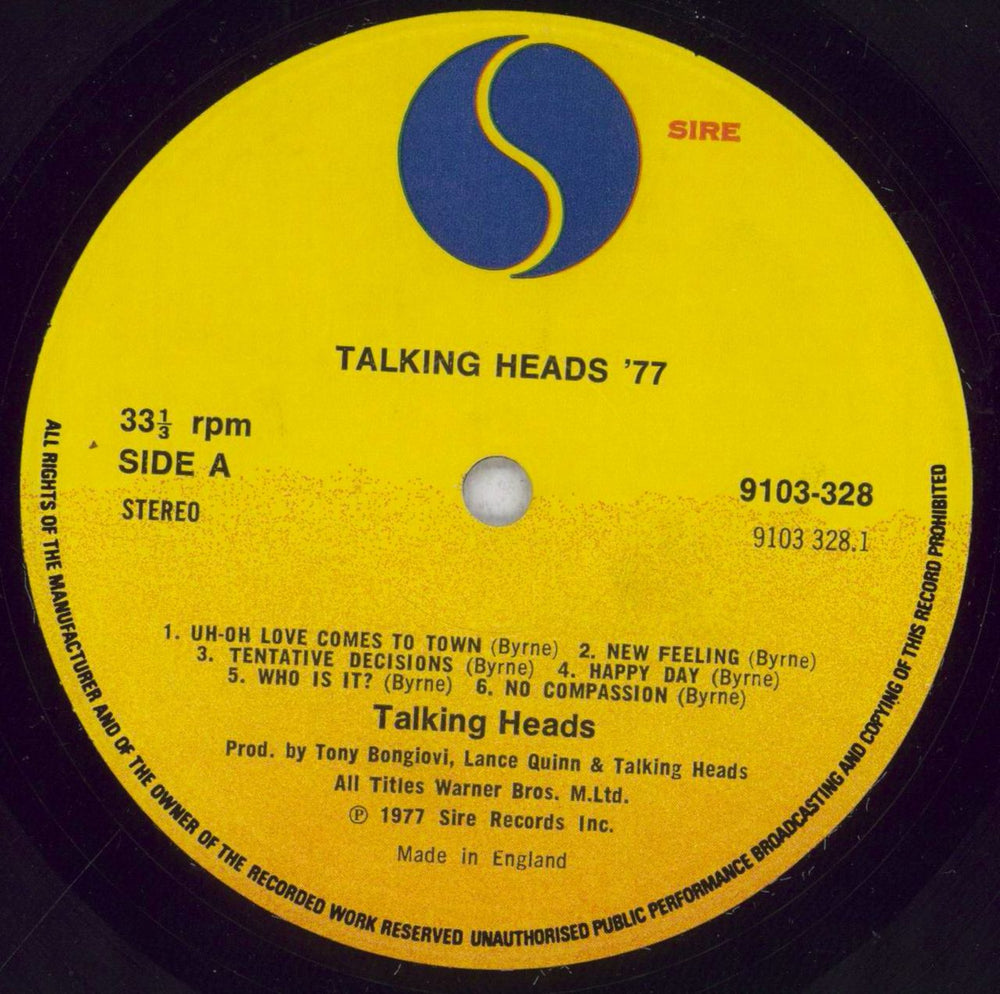 SIRE
TALKING HEADS '77
33⅓ rpm
SIDE A
STEREO
9103-328
9103 328.1
1. UH-OH LOVE COMES TO TOWN (Byrne) 2. NEW FEELING (Byrne)
3. TENTATIVE DECISIONS (Byrne) 4. HAPPY DAY (Byrne)
5. WHO IS IT? (Byrne) 6. NO COMPASSION (Byrne)
Talking Heads
Prod. by Tony Bongiovi, Lance Quinn & Talking Heads
All Titles Warner Bros. M.Ltd.
℗ 1977 Sire Records Inc.
Made in England
ALL RIGHTS OF THE MANUFACTURER AND OF THE OWNER OF THE RECORDED WORK RESERVED UNAUTHORISED PUBLIC PERFORMANCE BROADCASTING AND COPYING OF THIS RECORD PROHIBITED